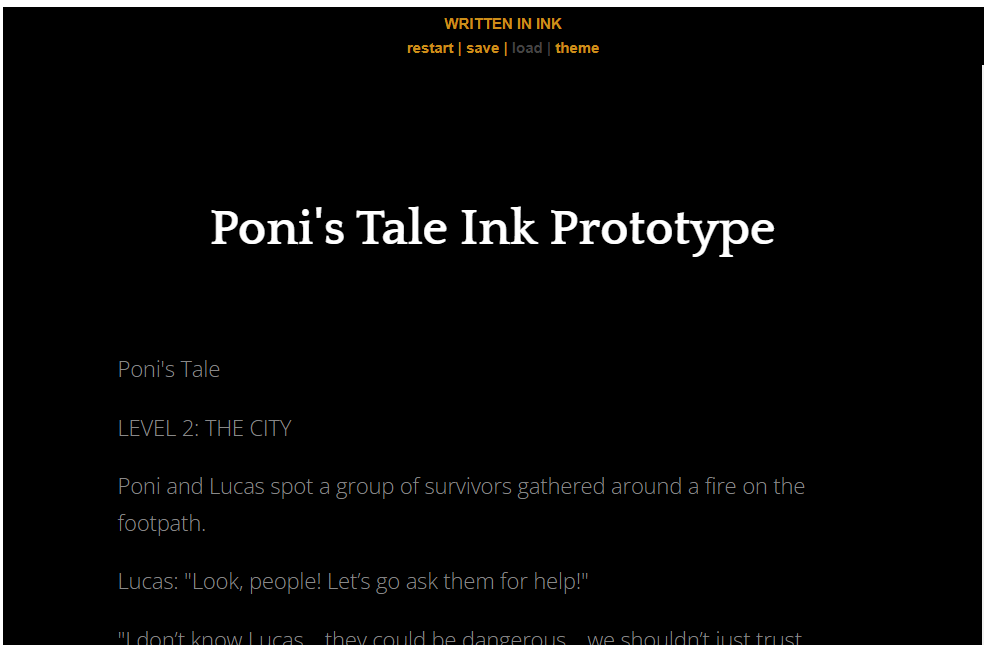 WRITTEN IN INK
restart | save | load | theme
Poni's Tale Ink Prototype
Poni's Tale
LEVEL 2: THE CITY
Poni and Lucas spot a group of survivors gathered around a fire on the
footpath.
Lucas: "Look, people! Let’s go ask them for help!"
"I don’t know Lucas... they could be dangerous... we shouldn’t just trust